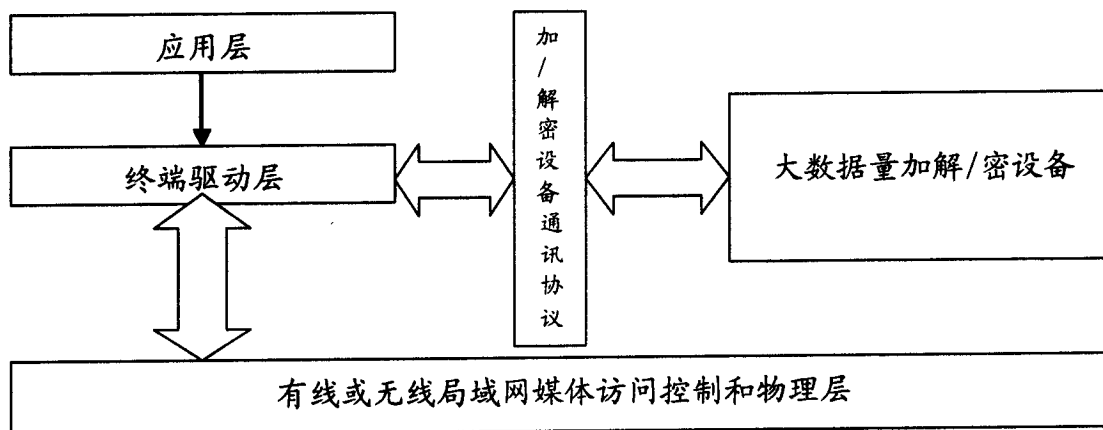 应用层
加/解密设备通讯协议
终端驱动层
大数据量加解/密设备
有线或无线局域网媒体访问控制和物理层